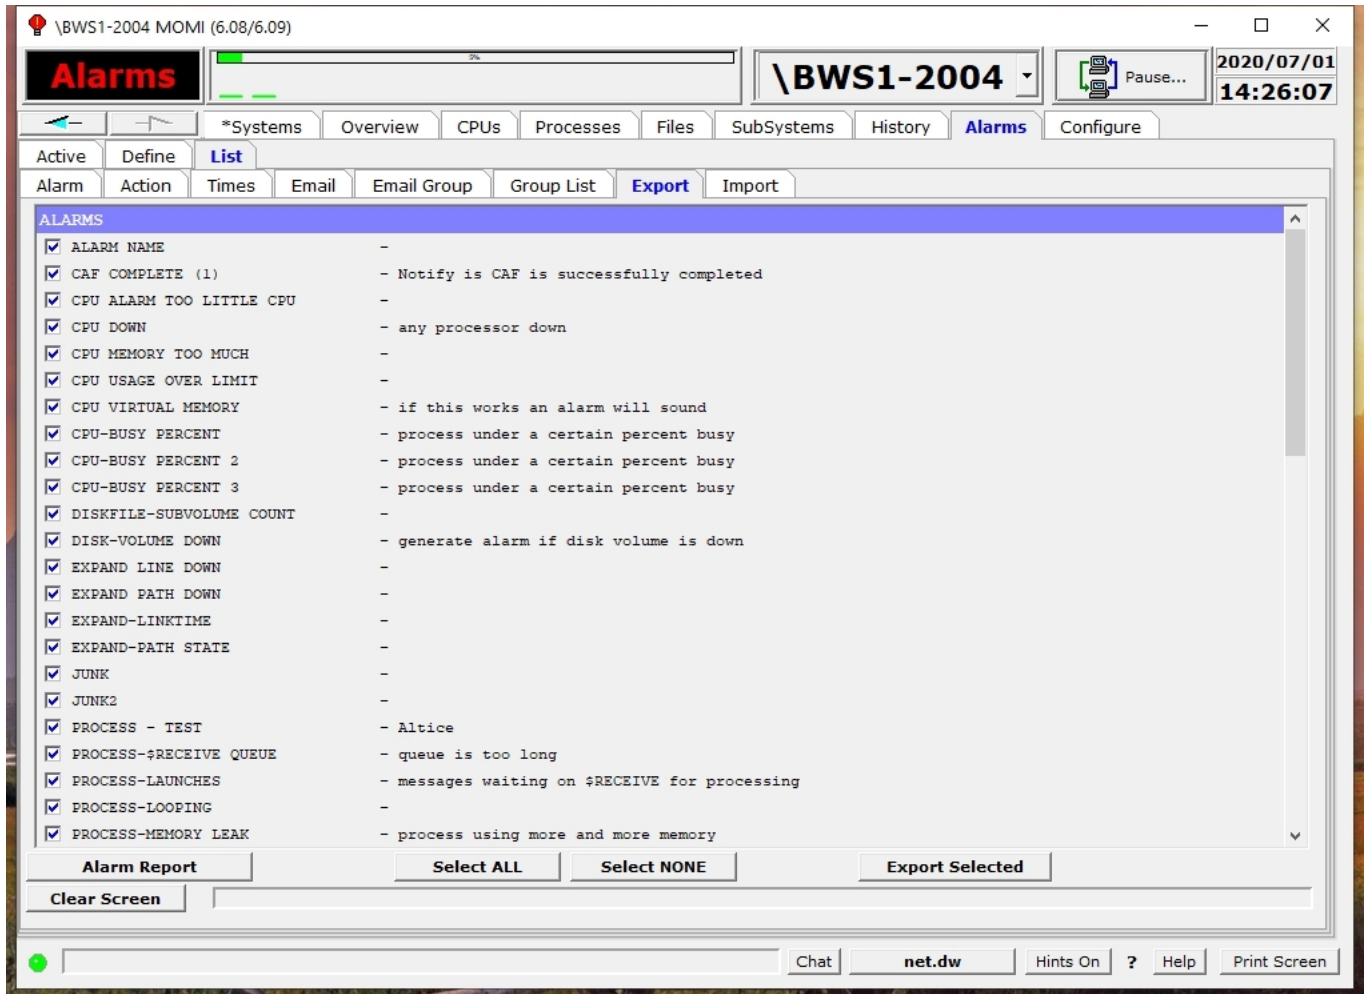 \BWS1-2004 MOMI (6.08/6.09)
Alarms
5%
\BWS1-2004
Pause...
2020/07/01
14:26:07
*Systems Overview CPUs Processes Files SubSystems History Alarms Configure
Active Define List
Alarm Action Times Email Email Group Group List Export Import
ALARMS
ALARM NAME -
CAF COMPLETE (1) - Notify is CAF is successfully completed
CPU ALARM TOO LITTLE CPU -
CPU DOWN - any processor down
CPU MEMORY TOO MUCH -
CPU USAGE OVER LIMIT -
CPU VIRTUAL MEMORY - if this works an alarm will sound
CPU-BUSY PERCENT - process under a certain percent busy
CPU-BUSY PERCENT 2 - process under a certain percent busy
CPU-BUSY PERCENT 3 - process under a certain percent busy
DISKFILE-SUBVOLUME COUNT -
DISK-VOLUME DOWN - generate alarm if disk volume is down
EXPAND LINE DOWN -
EXPAND PATH DOWN -
EXPAND-LINKTIME -
EXPAND-PATH STATE -
JUNK -
JUNK2 -
PROCESS - TEST - Altice
PROCESS-$RECEIVE QUEUE - queue is too long
PROCESS-LAUNCHES - messages waiting on $RECEIVE for processing
PROCESS-LOOPING -
PROCESS-MEMORY LEAK - process using more and more memory
Alarm Report Select ALL Select NONE Export Selected
Clear Screen
Chat net.dw Hints On ? Help Print Screen